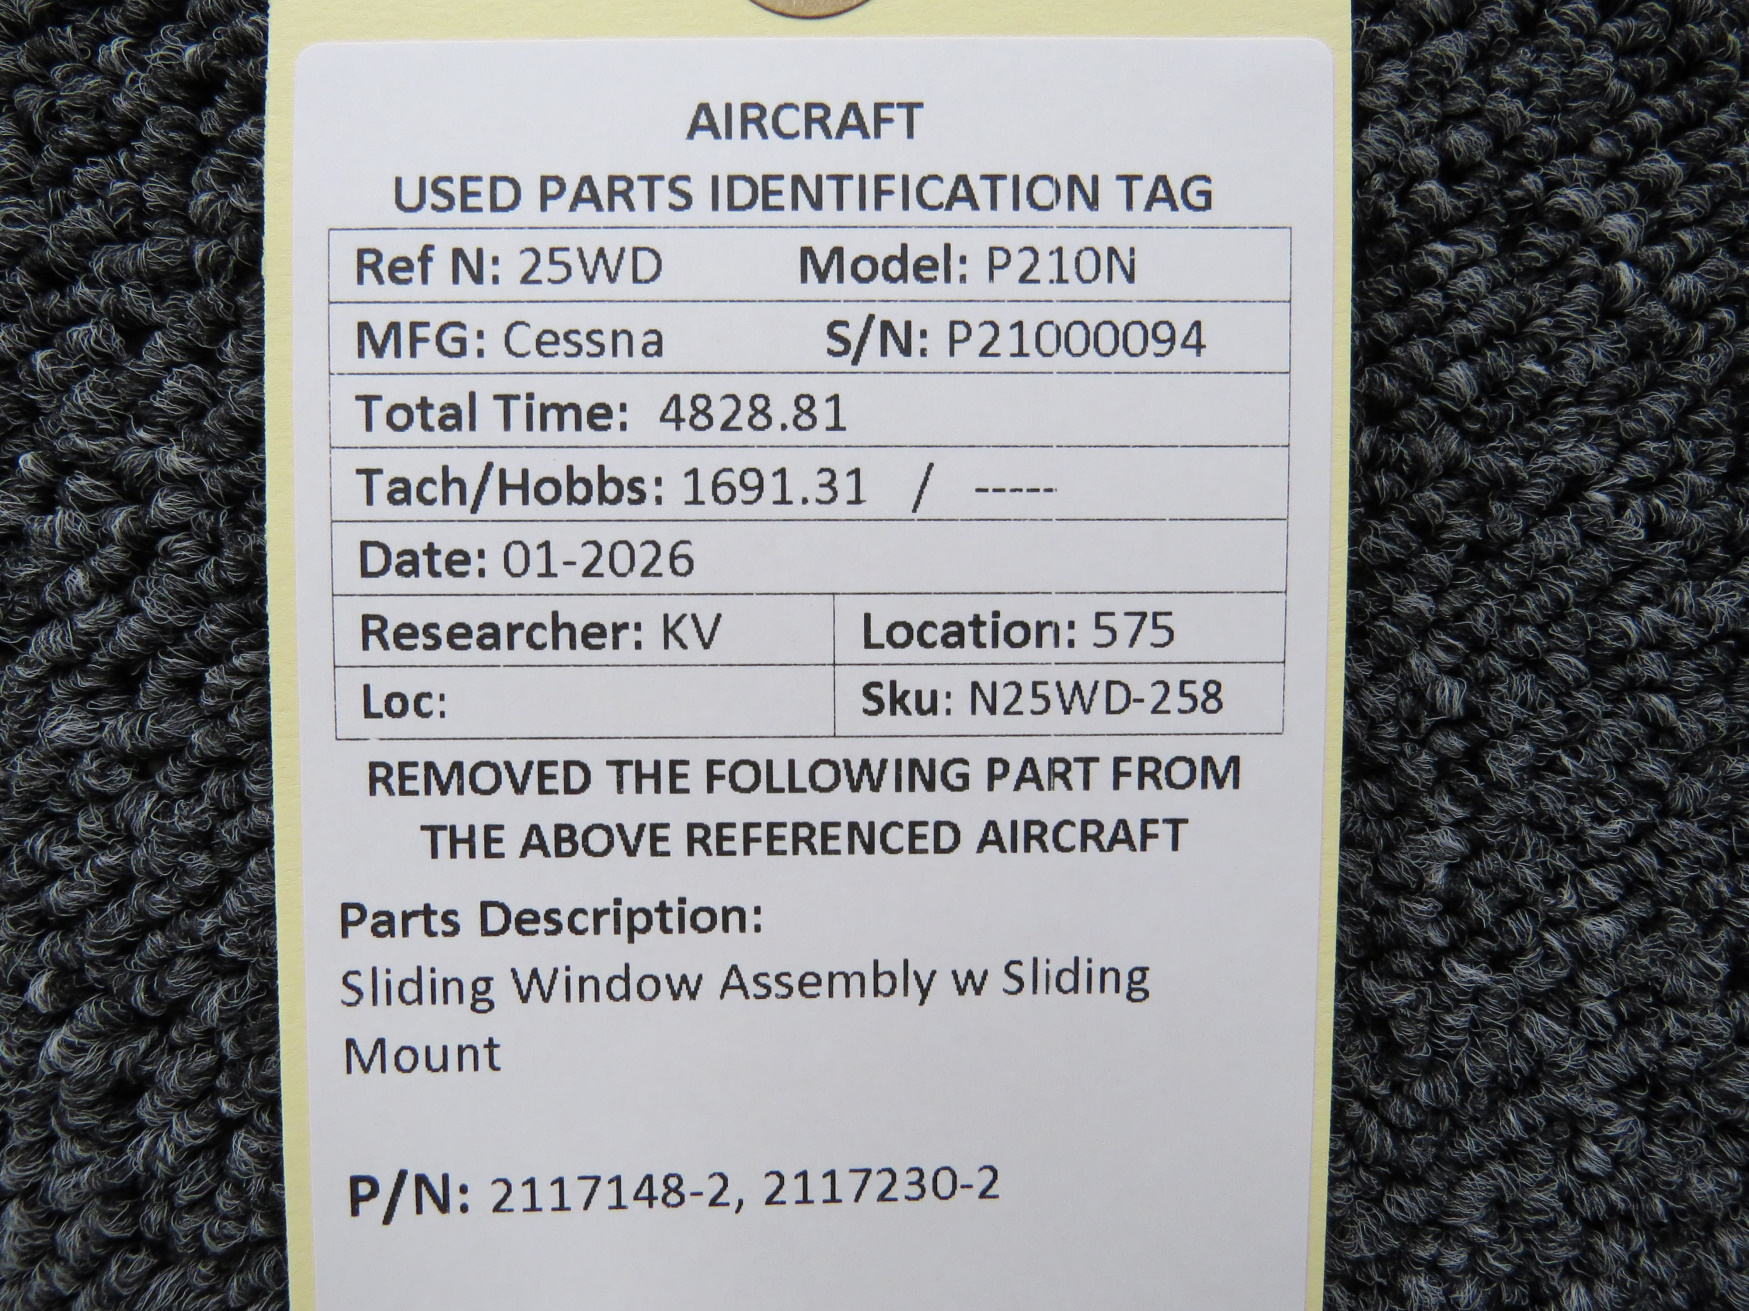 AIRCRAFT
USED PARTS IDENTIFICATION TAG
Ref N: 25WD Model: P210N
MFG: Cessna S/N: P21000094
Total Time: 4828.81
Tach/Hobbs: 1691.31 / -----
Date: 01-2026
Researcher: KV Location: 575
Loc: Sku: N25WD-258
REMOVED THE FOLLOWING PART FROM
THE ABOVE REFERENCED AIRCRAFT
Parts Description:
Sliding Window Assembly w Sliding
Mount
P/N: 2117148-2, 2117230-2